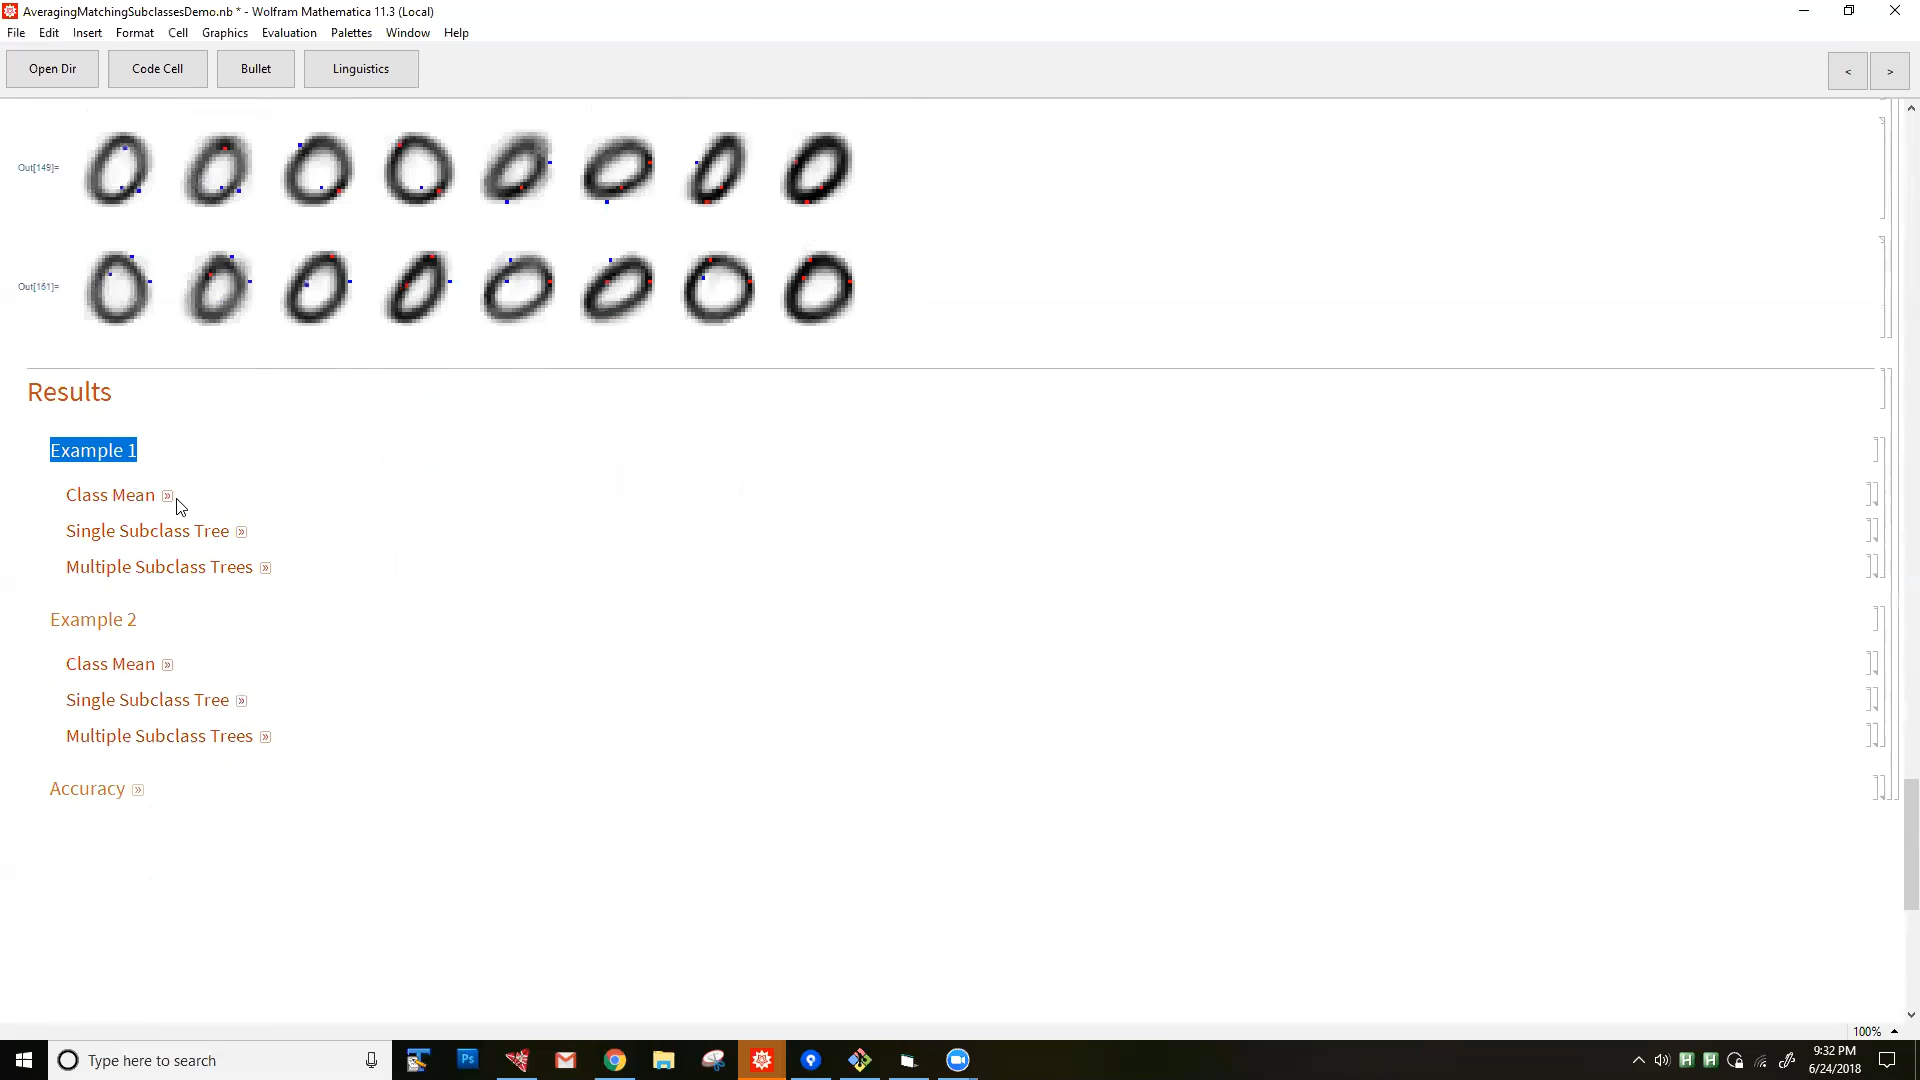 AveragingMatchingSubclassesDemo.nb * - Wolfram Mathematica 11.3 (Local)
File Edit Insert Format Cell Graphics Evaluation Palettes Window Help
Open Dir Code Cell Bullet Linguistics < >
Out[149]=
Out[151]=
Results
Example 1
Class Mean »
Single Subclass Tree »
Multiple Subclass Trees »
Example 2
Class Mean »
Single Subclass Tree »
Multiple Subclass Trees »
Accuracy »
100%
Type here to search
Ps
H H
9:32 PM
6/24/2018